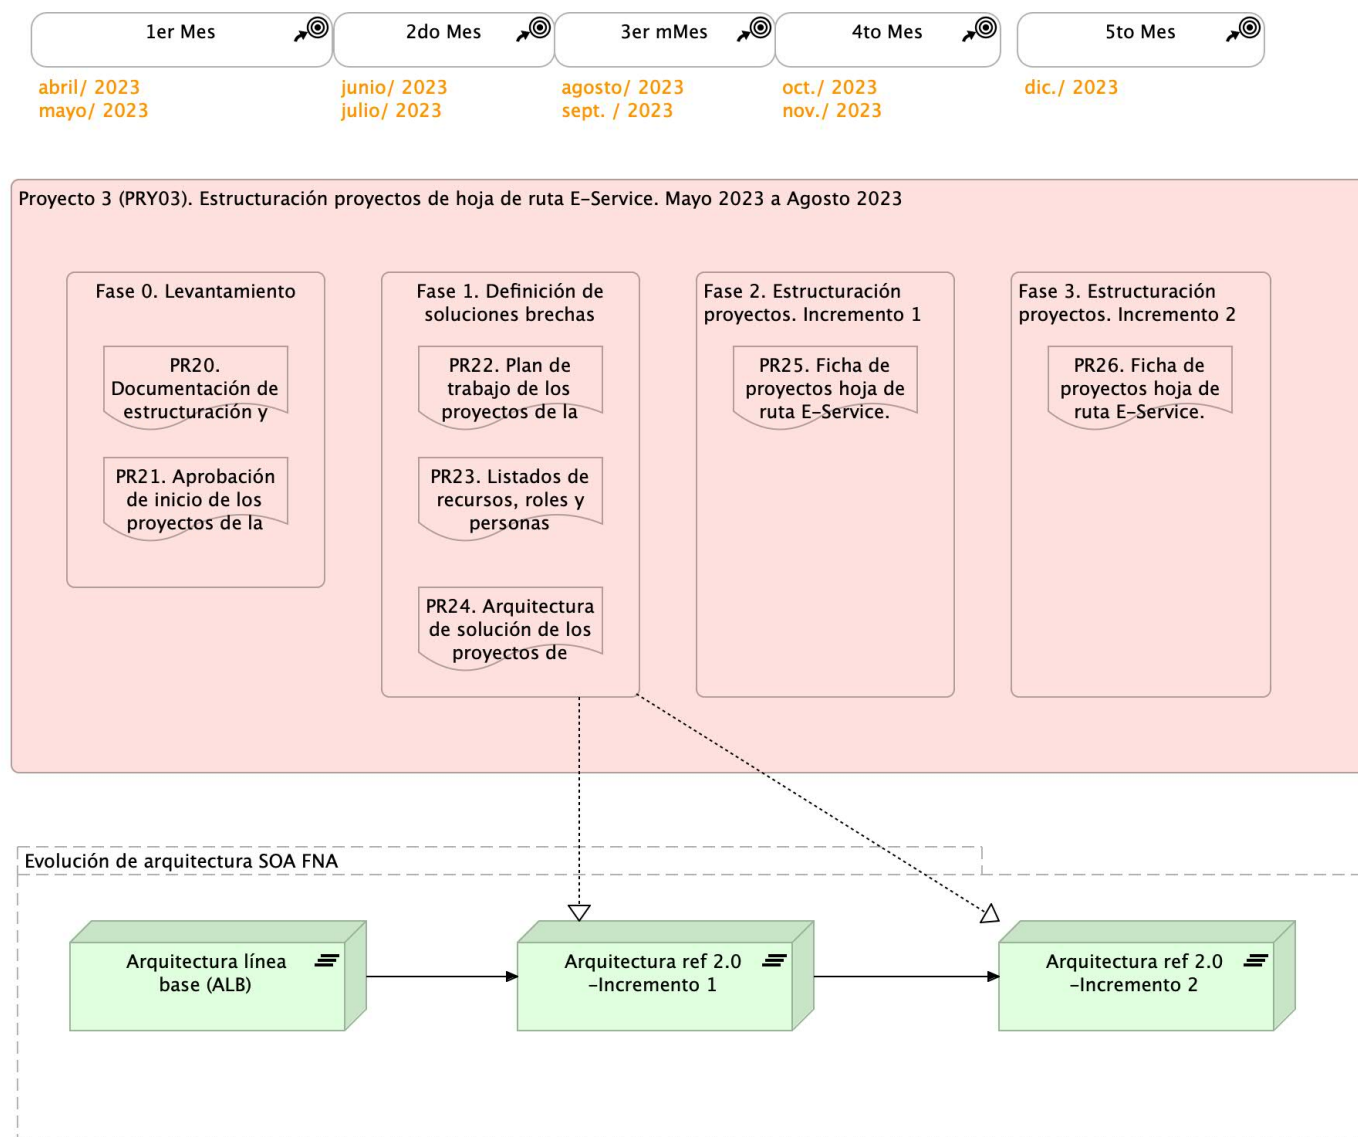 1er Mes
2do Mes
3er mMes
4to Mes
5to Mes
abril/ 2023
mayo/ 2023
junio/ 2023
julio/ 2023
agosto/ 2023
sept. / 2023
oct./ 2023
nov./ 2023
dic./ 2023
Proyecto 3 (PRY03). Estructuración proyectos de hoja de ruta E-Service. Mayo 2023 a Agosto 2023
Fase 0. Levantamiento
PR20.
Documentación de
estructuración y
PR21. Aprobación
de inicio de los
proyectos de la
Fase 1. Definición de
soluciones brechas
PR22. Plan de
trabajo de los
proyectos de la
PR23. Listados de
recursos, roles y
personas
PR24. Arquitectura
de solución de los
proyectos de
Fase 2. Estructuración
proyectos. Incremento 1
PR25. Ficha de
proyectos hoja de
ruta E-Service.
Fase 3. Estructuración
proyectos. Incremento 2
PR26. Ficha de
proyectos hoja de
ruta E-Service.
Evolución de arquitectura SOA FNA
Arquitectura línea
base (ALB)
Arquitectura ref 2.0
-Incremento 1
Arquitectura ref 2.0
-Incremento 2